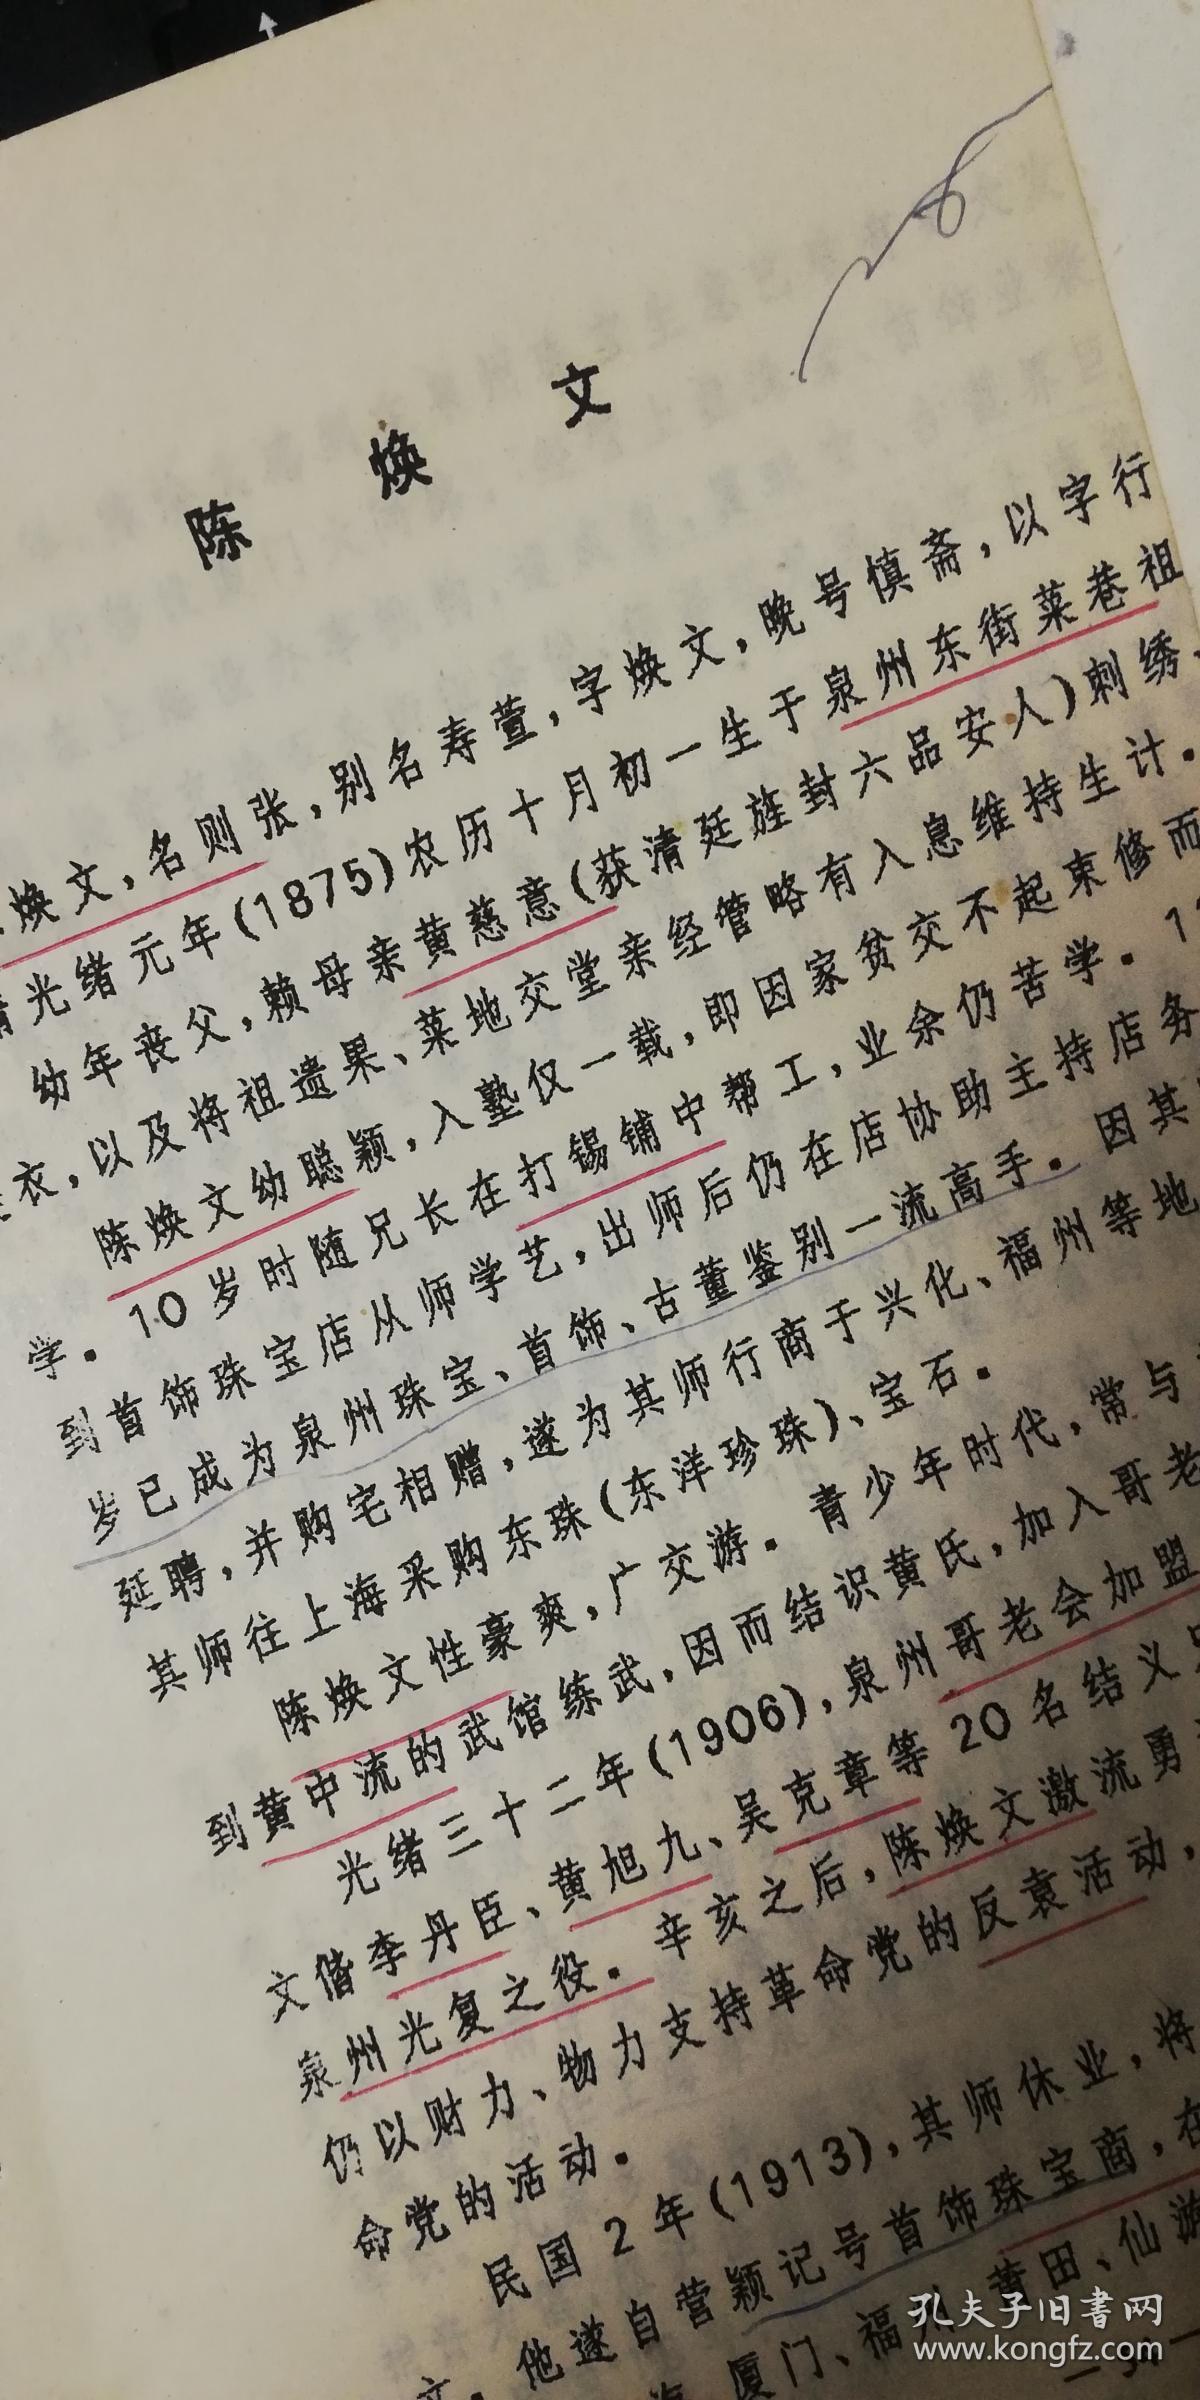 陈焕文
焕文，名则张，别名寿萱，字焕文，晚号慎斋，以字行
光绪元年(1875)农历十月初一生于泉州东街菜巷祖
幼年丧父，赖母亲黄慈意(获清廷旌封六品安人)刺绣、
衣，以及将祖遗果、菜地交堂亲经管略有入息维持生计。
陈焕文幼聪颖，入塾仅一载，即因家贫交不起束修而
学。10岁时随兄长在打锡铺中帮工，业余仍苦学。1
到首饰珠宝店从师学艺，出师后仍在店协助主持店务
岁已成为泉州珠宝、首饰、古董鉴别一流高手。因其
延聘，并购宅相赠，遂为其师行商于兴化、福州等地
其师往上海采购东珠(东洋珍珠)、宝石。
陈焕文性豪爽，广交游。青少年时代，常与
到黄中流的武馆练武，因而结识黄氏，加入哥老
光绪三十二年(1906)，泉州哥老会加盟
文偕李丹臣、黄旭九、吴克章等20名结义
泉州光复之役。辛亥之后，陈焕文激流勇
仍以财力、物力支持革命党的反袁活动，
命党的活动。
民国2年(1913)，其师休业，将
文。他遂自营颖记号首饰珠宝商，在
厦门、福州、莆田、仙游
孔夫子旧书网
www.kongfz.com